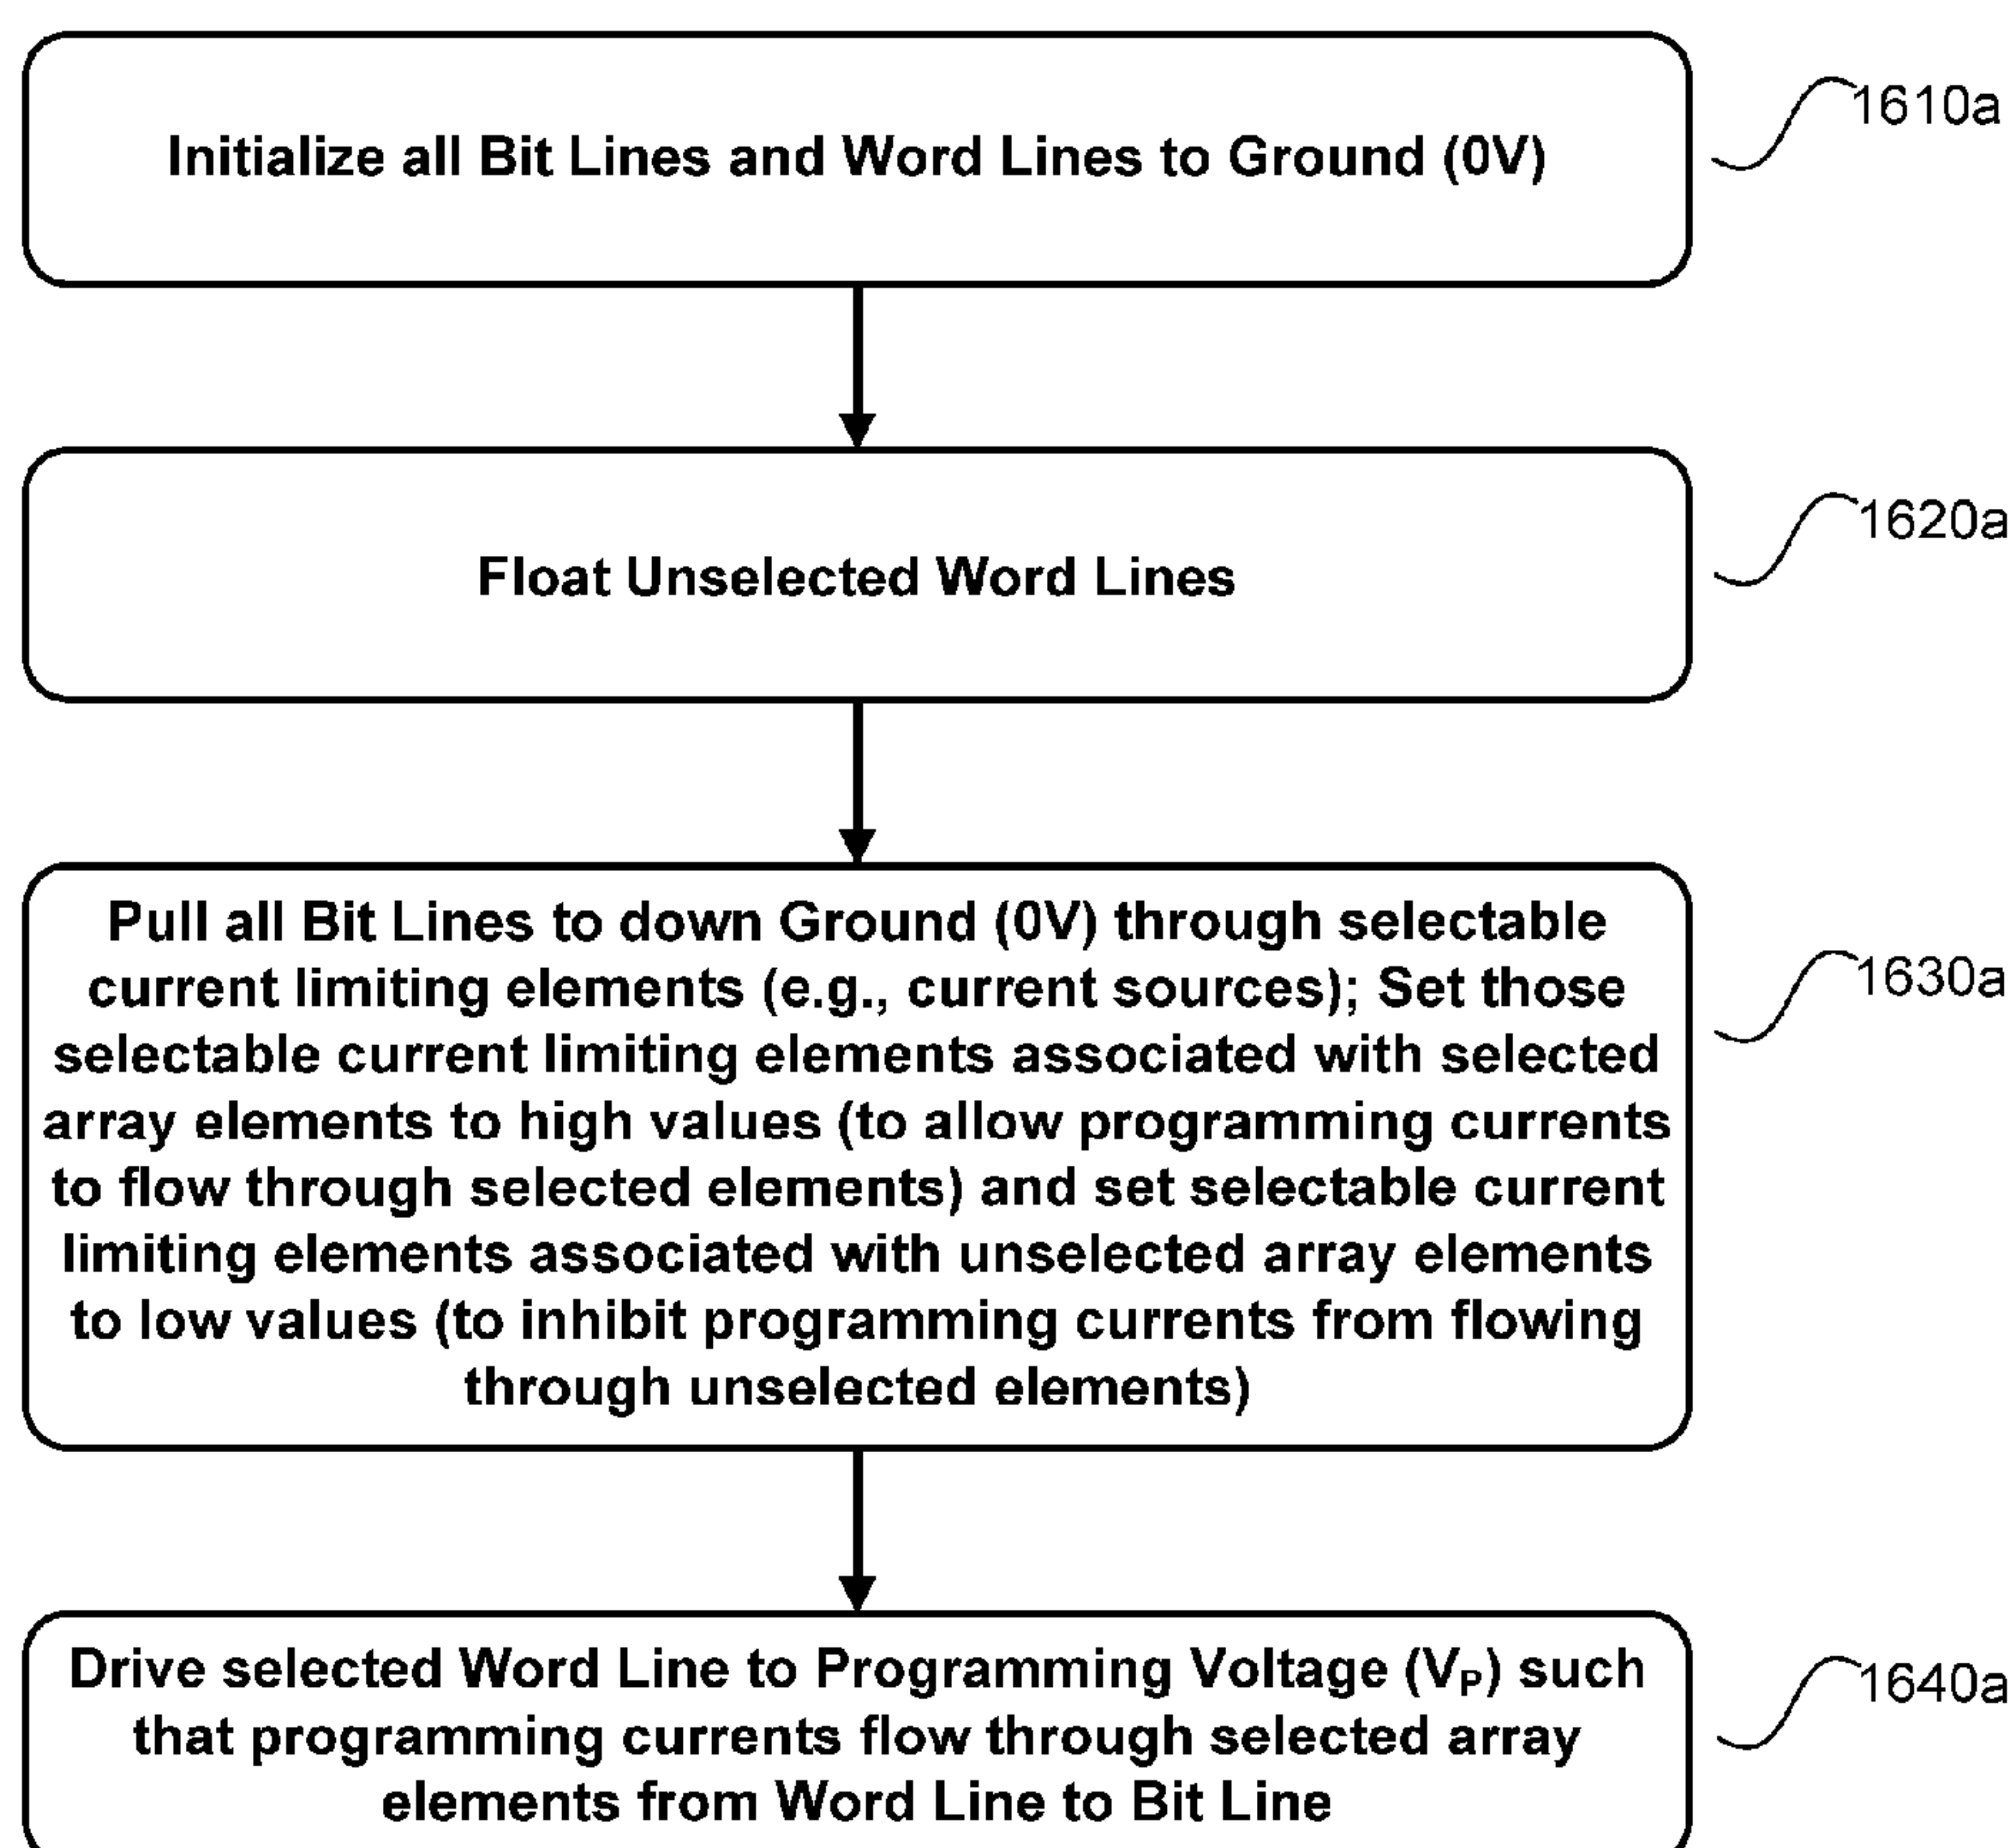 Initialize all Bit Lines and Word Lines to Ground (0V)
1610a
Float Unselected Word Lines
1620a
Pull all Bit Lines to down Ground (0V) through selectable
current limiting elements (e.g., current sources); Set those
selectable current limiting elements associated with selected
array elements to high values (to allow programming currents
to flow through selected elements) and set selectable current
limiting elements associated with unselected array elements
to low values (to inhibit programming currents from flowing
through unselected elements)
1630a
Drive selected Word Line to Programming Voltage (VP) such
that programming currents flow through selected array
elements from Word Line to Bit Line
1640a